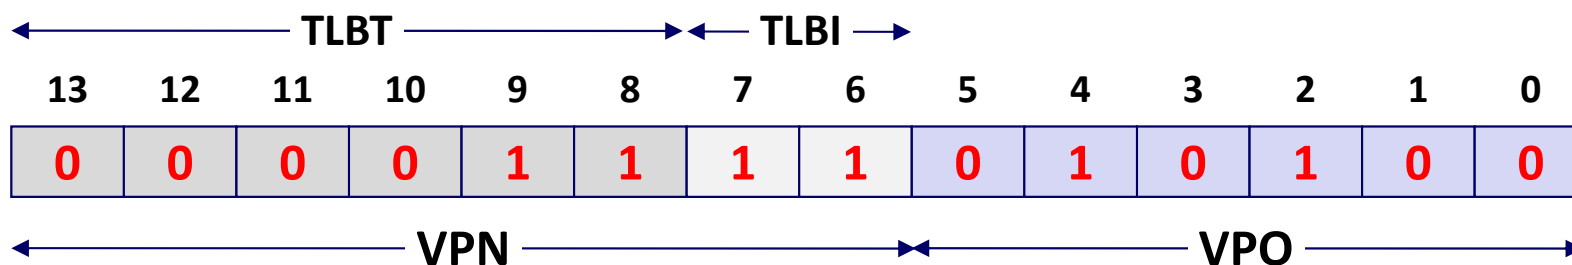 TLBT TLBI
13 12 11 10 9 8 7 6 5 4 3 2 1 0
0 0 0 0 1 1 1 1 0 1 0 1 0 0
VPN VPO